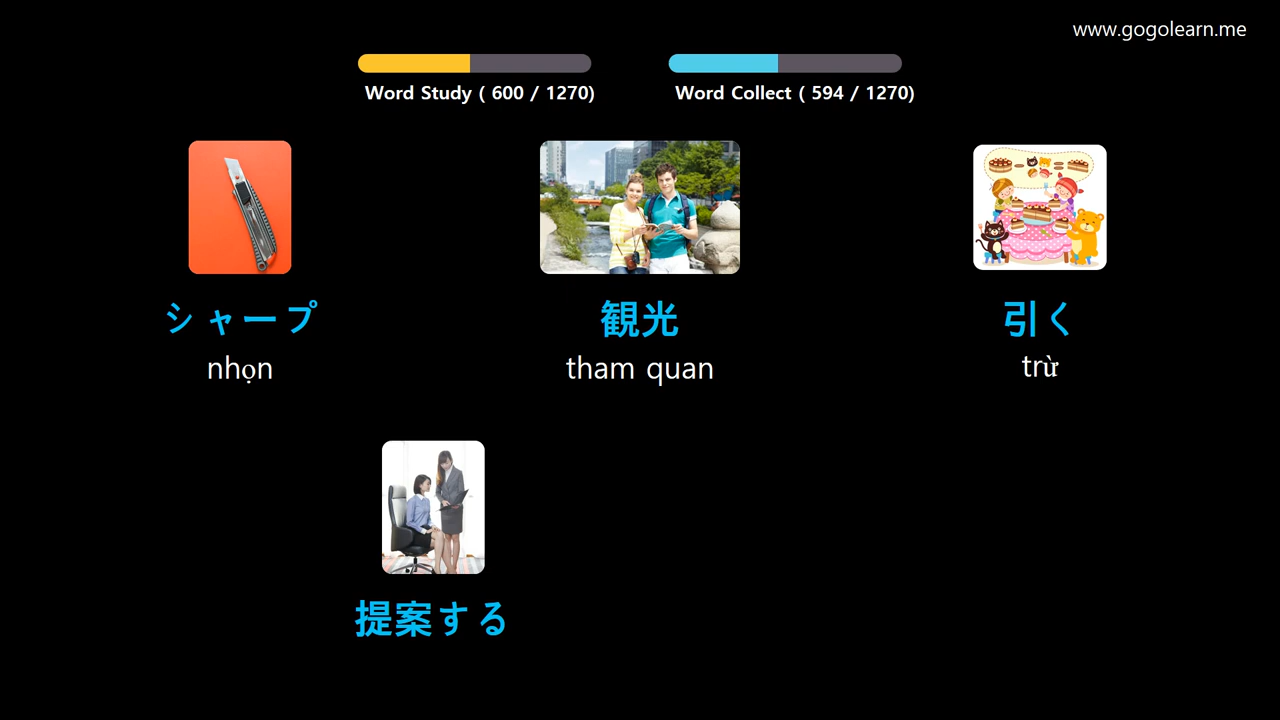 www.gogolearn.me
Word Study ( 600 / 1270)
Word Collect ( 594 / 1270)
シャープ
nhọn
観光
tham quan
引く
trừ
提案する